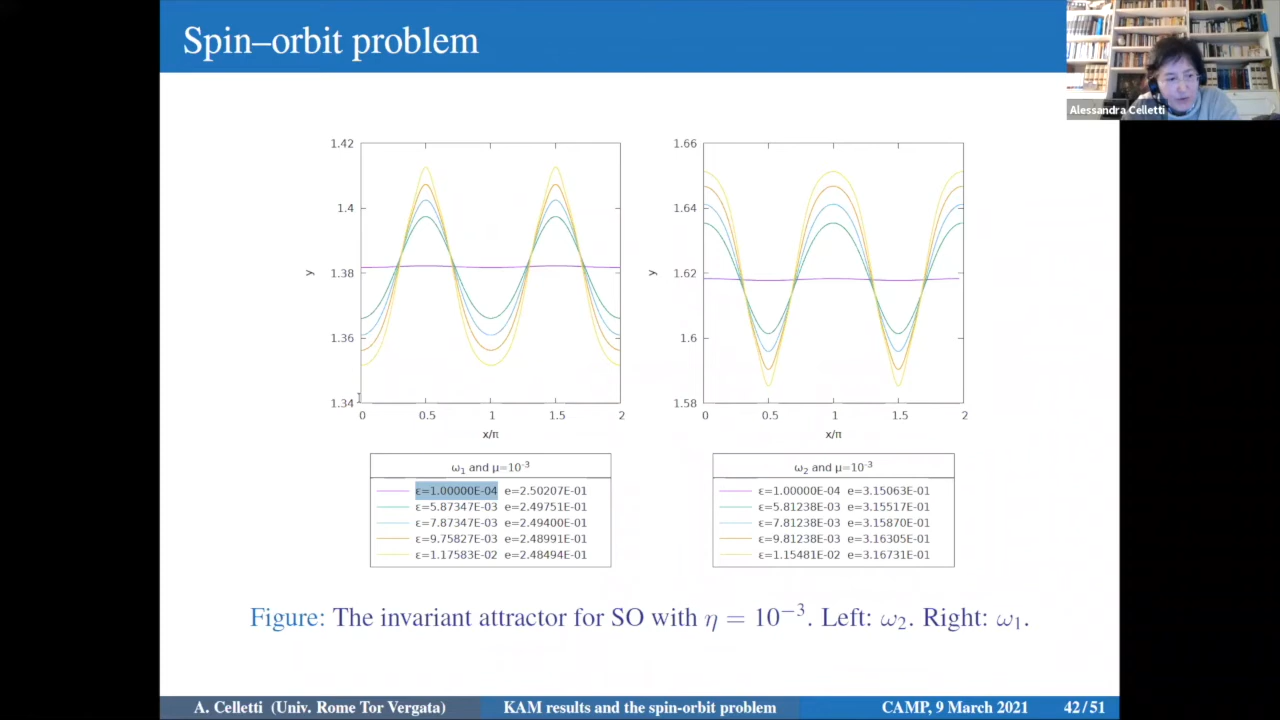 Spin–orbit problem
Alessandra Celletti
1.42
1.4
1.38
1.36
1.34
y
0 0.5 1 1.5 2
x/π
1.66
1.64
1.62
1.6
1.58
y
0 0.5 1 1.5 2
x/π
ω₁ and μ=10⁻³
ε=1.00000E-04 e=2.50207E-01
ε=5.87347E-03 e=2.49751E-01
ε=7.87347E-03 e=2.49400E-01
ε=9.75827E-03 e=2.48991E-01
ε=1.17583E-02 e=2.48494E-01
ω₂ and μ=10⁻³
ε=1.00000E-04 e=3.15063E-01
ε=5.81238E-03 e=3.15517E-01
ε=7.81238E-03 e=3.15870E-01
ε=9.81238E-03 e=3.16305E-01
ε=1.15481E-02 e=3.16731E-01
Figure: The invariant attractor for SO with η = 10⁻³. Left: ω₂. Right: ω₁.
A. Celletti (Univ. Rome Tor Vergata) KAM results and the spin-orbit problem CAMP, 9 March 2021 42 / 51